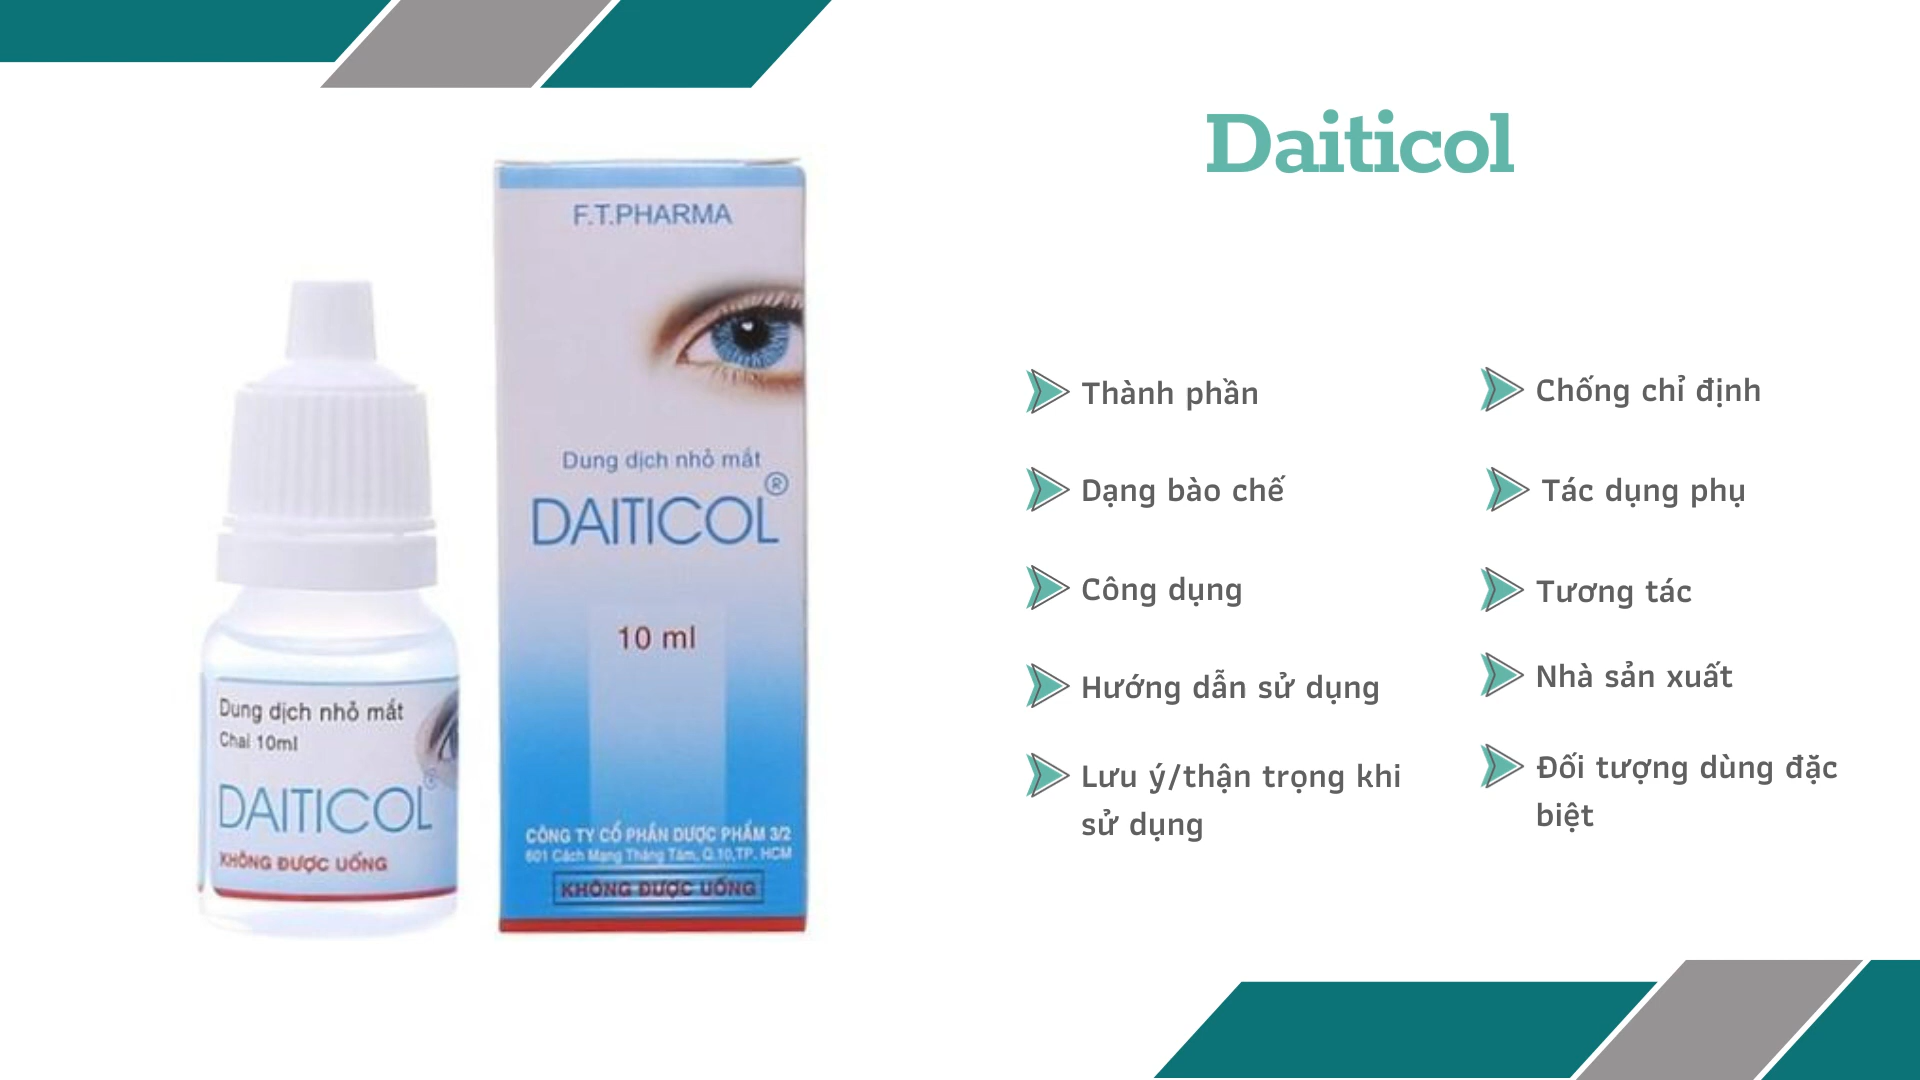 Daiticol
F.T.PHARMA
Dung dịch nhỏ mắt
DAITICOL®
10 ml
CÔNG TY CỔ PHẦN DƯỢC PHẨM 3/2
601 Cách Mạng Tháng Tám, Q.10,TP. HCM
KHÔNG ĐƯỢC UỐNG
Dung dịch nhỏ mắt
Chai 10ml
DAITICOL®
KHÔNG ĐƯỢC UỐNG
Thành phần
Dạng bào chế
Công dụng
Hướng dẫn sử dụng
Lưu ý/thận trọng khi
sử dụng
Chống chỉ định
Tác dụng phụ
Tương tác
Nhà sản xuất
Đối tượng dùng đặc
biệt